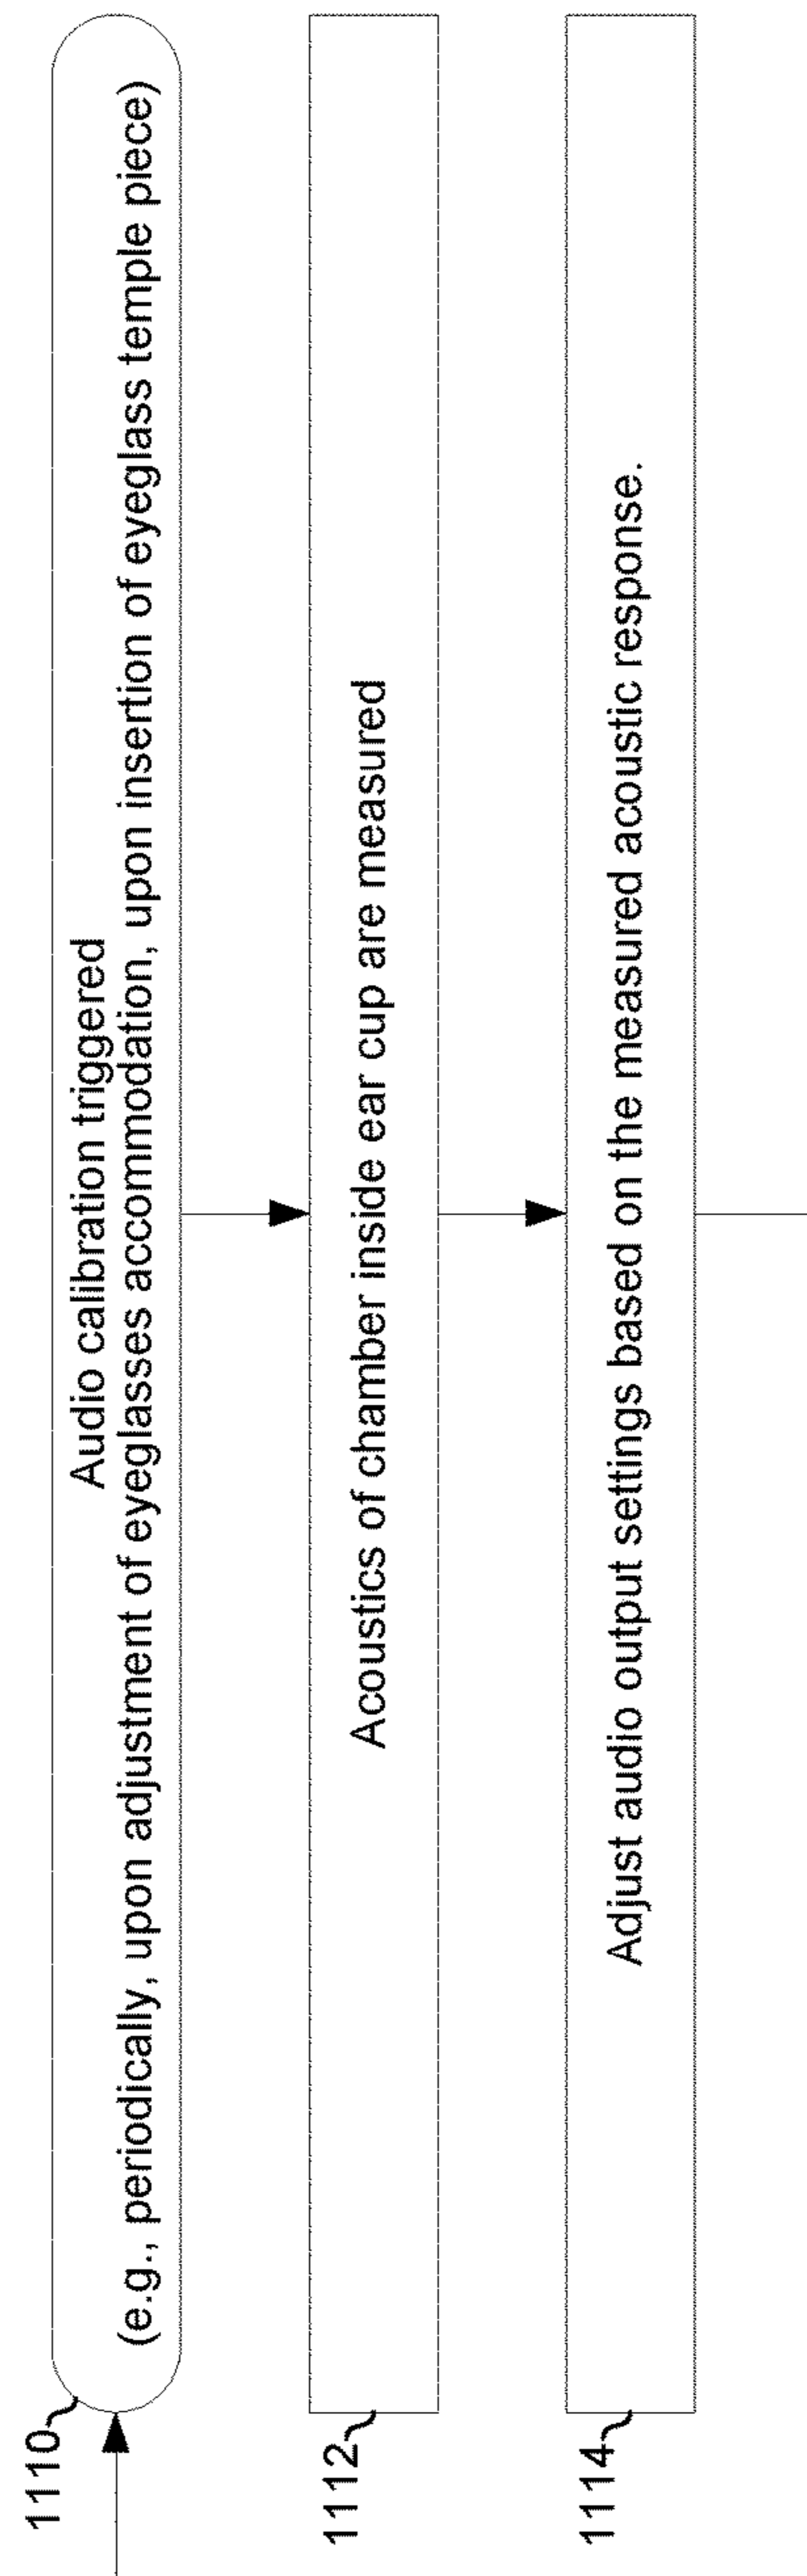 1110
Audio calibration triggered
(e.g., periodically, upon adjustment of eyeglasses accommodation, upon insertion of eyeglass temple piece)
1112
Acoustics of chamber inside ear cup are measured
1114
Adjust audio output settings based on the measured acoustic response.